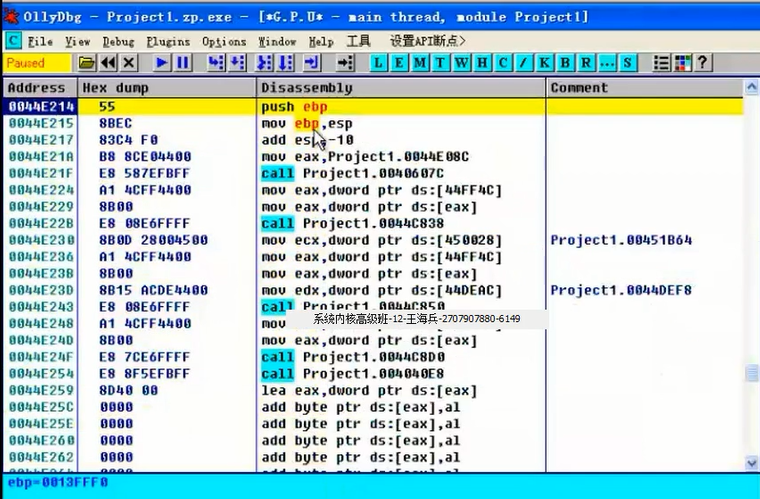 OllyDbg - Project1.zp.exe - [*G.P.U* - main thread, module Project1]
C File View Debug Plugins Options Window Help 工具 设置API断点>
Paused L E M T W H C / K B R ... S ?
Address Hex dump Disassembly Comment
0044E214 55 push ebp
0044E215 8BEC mov ebp,esp
0044E217 83C4 F0 add esp,-10
0044E21A B8 8CE04400 mov eax,Project1.0044E08C
0044E21F E8 587EFBFF call Project1.0040607C
0044E224 A1 4CFF4400 mov eax,dword ptr ds:[44FF4C]
0044E229 8B00 mov eax,dword ptr ds:[eax]
0044E22B E8 08E6FFFF call Project1.0044C838
0044E230 8B0D 28004500 mov ecx,dword ptr ds:[450028] Project1.00451B64
0044E236 A1 4CFF4400 mov eax,dword ptr ds:[44FF4C]
0044E23B 8B00 mov eax,dword ptr ds:[eax]
0044E23D 8B15 ACDE4400 mov edx,dword ptr ds:[44DEAC] Project1.0044DEF8
0044E243 E8 08E6FFFF call Project1.0044C850
系统内核高级班-12-王海兵-2707907880-6149
0044E248 A1 4CFF4400 mov
0044E24D 8B00 mov eax,dword ptr ds:[eax]
0044E24F E8 7CE6FFFF call Project1.0044C8D0
0044E254 E8 8F5EFBFF call Project1.004040E8
0044E259 8D40 00 lea eax,dword ptr ds:[eax]
0044E25C 0000 add byte ptr ds:[eax],al
0044E25E 0000 add byte ptr ds:[eax],al
0044E260 0000 add byte ptr ds:[eax],al
0044E262 0000 add byte ptr ds:[eax],al
0044E264 0000 add byte ptr ds:[eax],al
ebp=0013FFF0